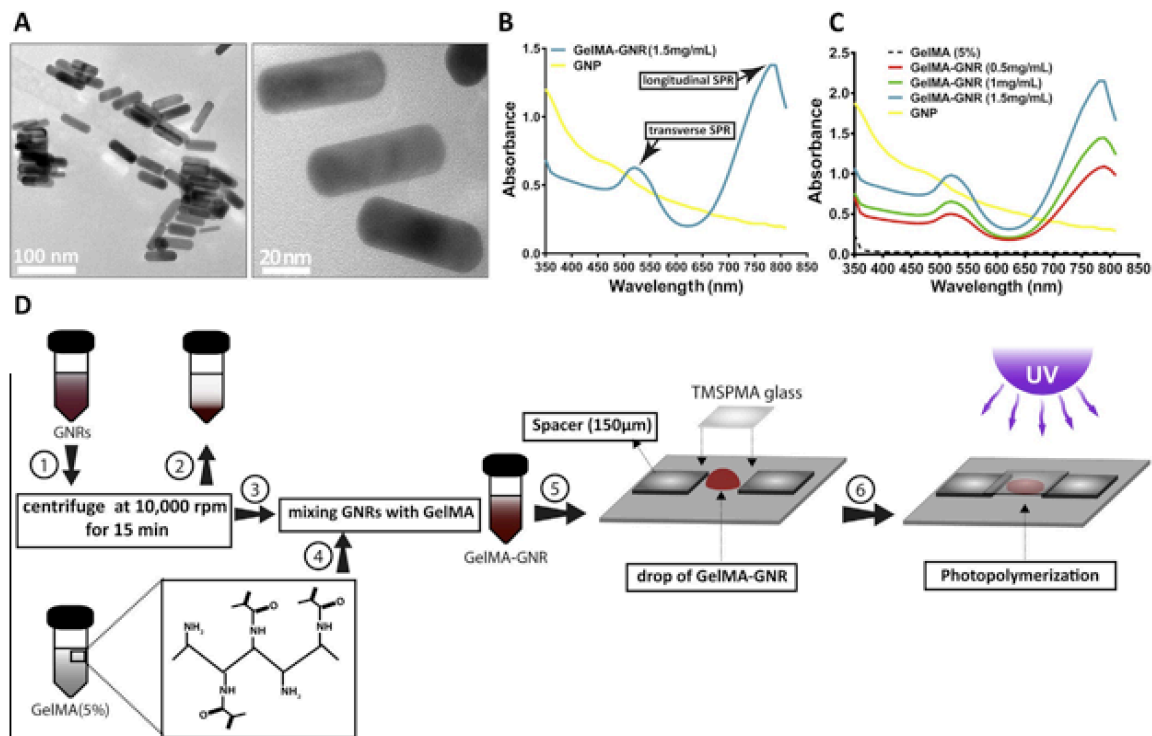 A
100 nm
20 nm
B
GelMA-GNR (1.5mg/mL)
GNP
longitudinal SPR
transverse SPR
Absorbance
1.5
1.0
0.5
0.0
350 400 450 500 550 600 650 700 750 800 850
Wavelength (nm)
C
GelMA (5%)
GelMA-GNR (0.5mg/mL)
GelMA-GNR (1mg/mL)
GelMA-GNR (1.5mg/mL)
GNP
Absorbance
2.5
2.0
1.5
1.0
0.5
0.0
350 400 450 500 550 600 650 700 750 800 850
Wavelength (nm)
D
GNRs
1
2
centrifuge at 10,000 rpm
for 15 min
3
mixing GNRs with GelMA
4
GelMA(5%)
NH2
NH
O
NH
O
NH
O
NH2
GelMA-GNR
5
TMSPMA glass
Spacer (150μm)
drop of GelMA-GNR
6
UV
Photopolymerization